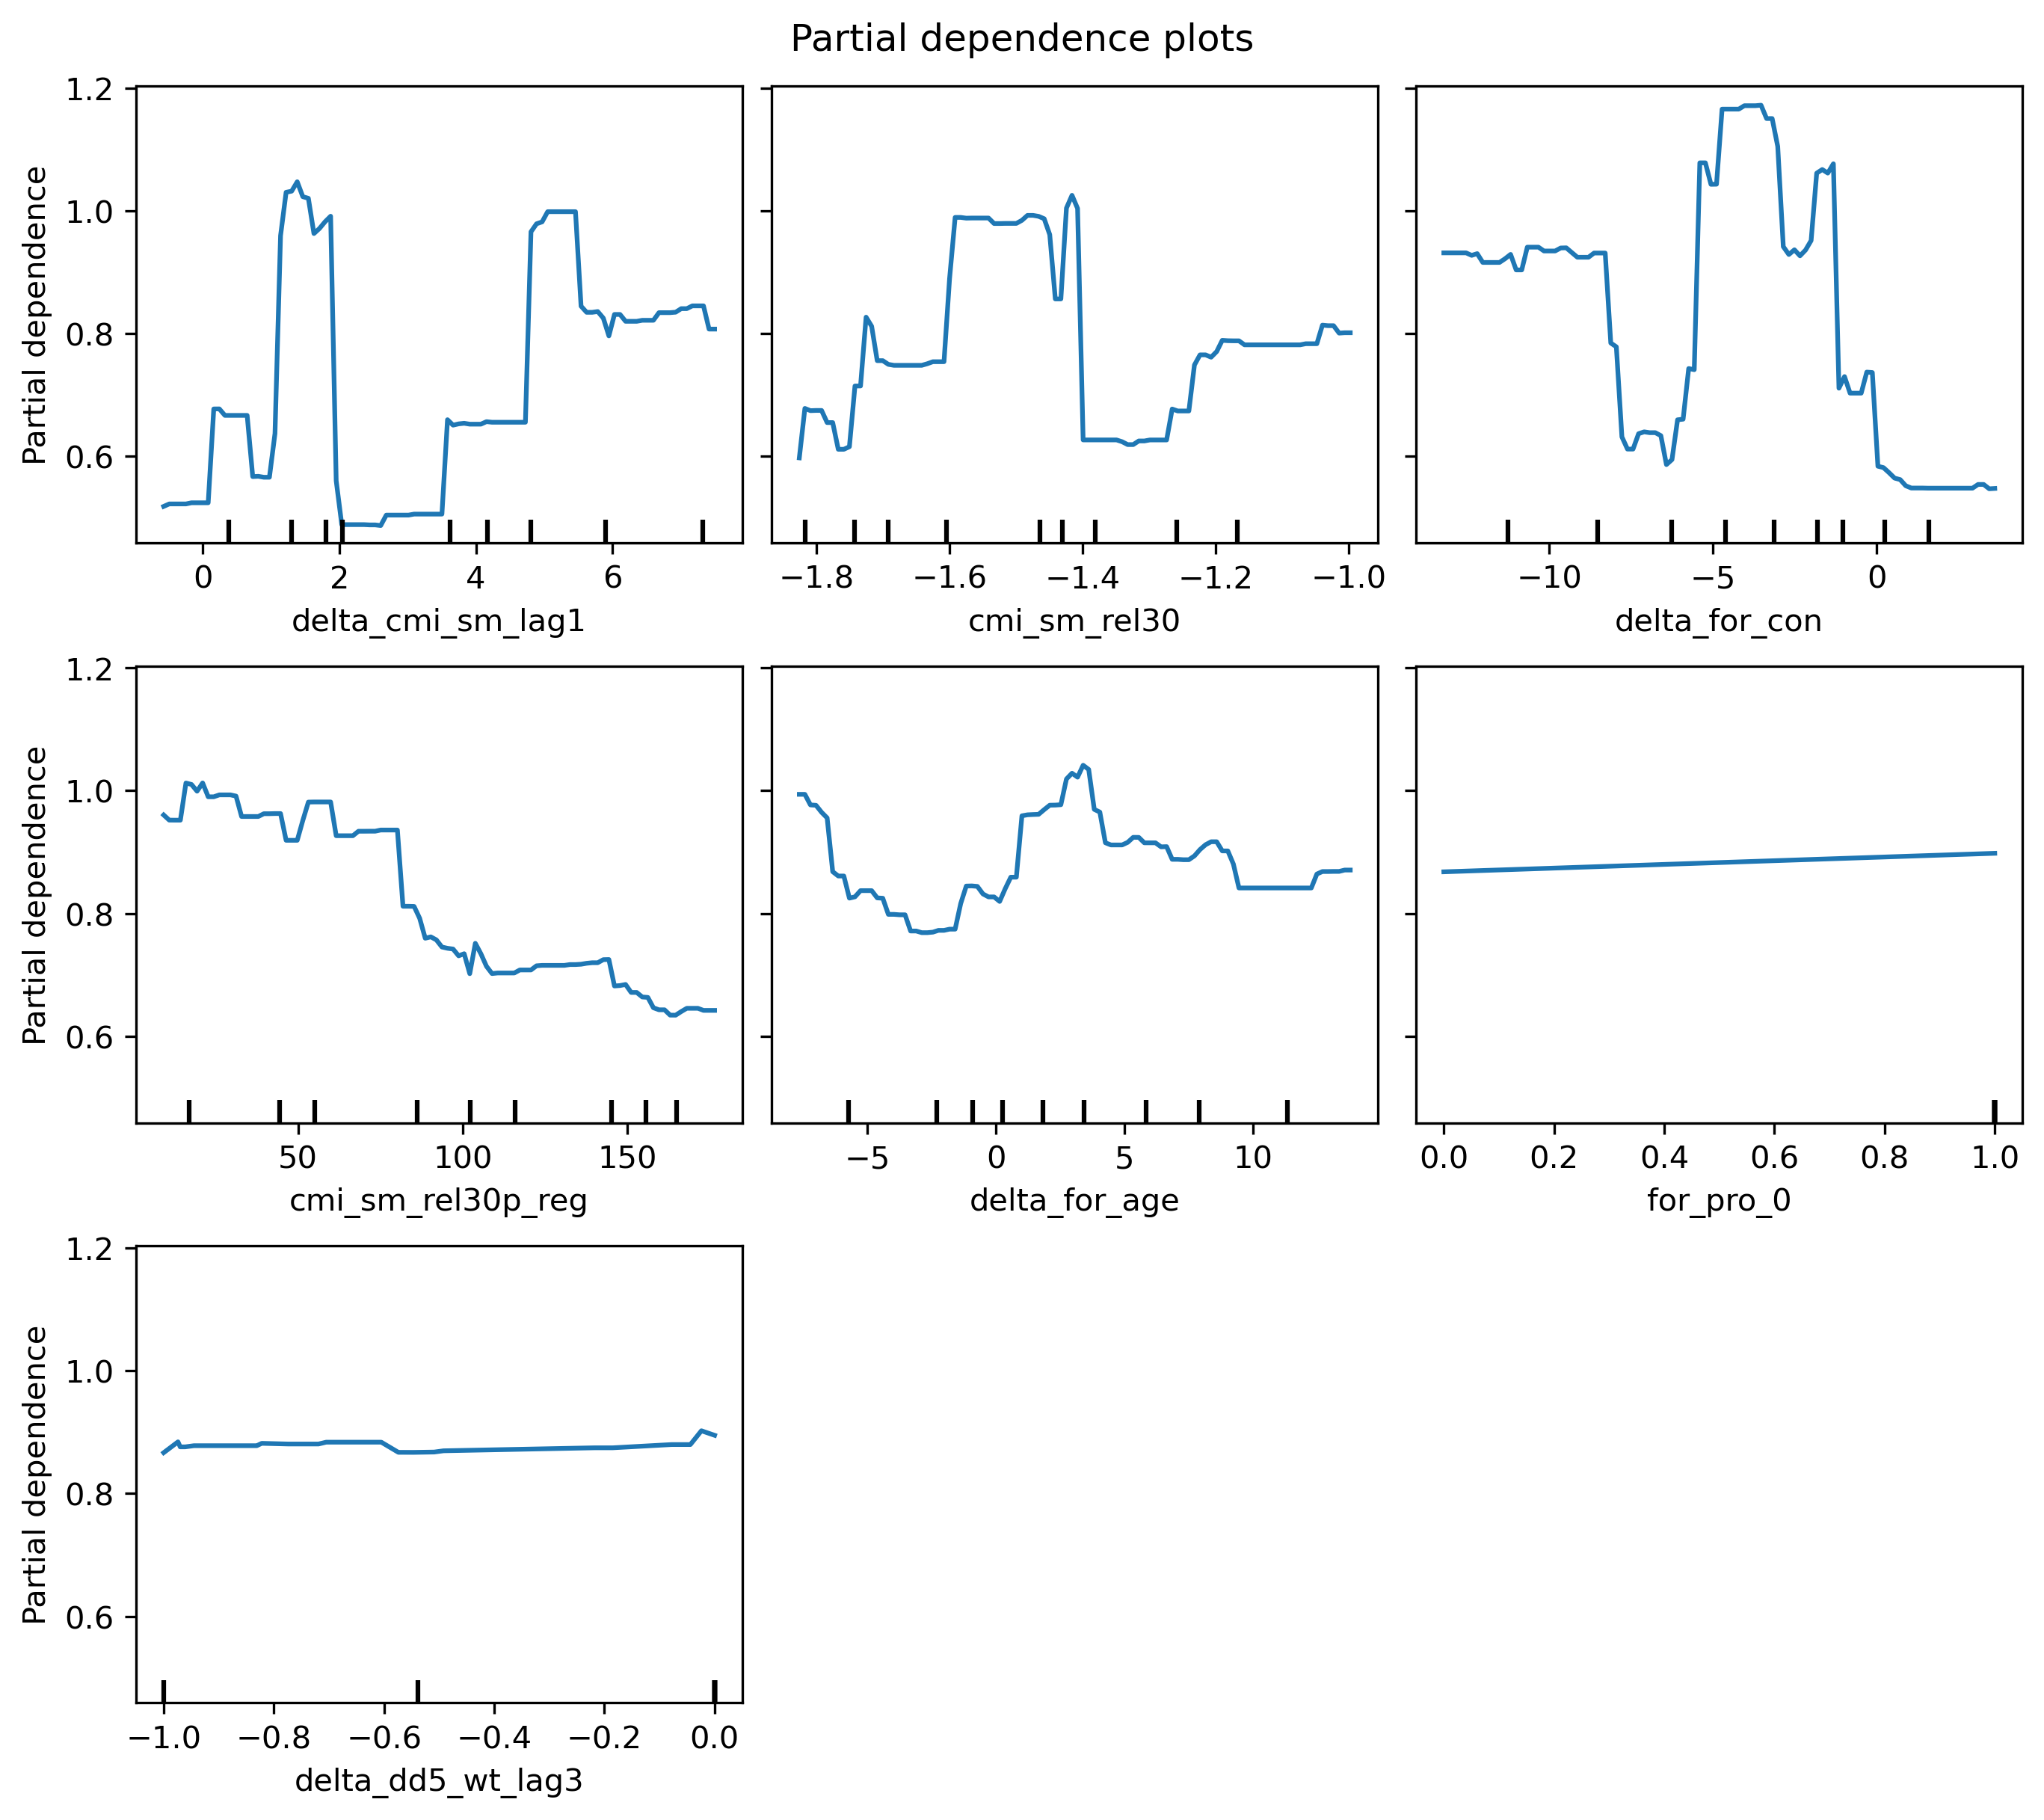 Partial dependence plots
1.2
1.0
0.8
0.6
Partial dependence
0 2 4 6
delta_cmi_sm_lag1
−1.8 −1.6 −1.4 −1.2 −1.0
cmi_sm_rel30
−10 −5 0
delta_for_con
1.2
1.0
0.8
0.6
Partial dependence
50 100 150
cmi_sm_rel30p_reg
−5 0 5 10
delta_for_age
0.0 0.2 0.4 0.6 0.8 1.0
for_pro_0
1.2
1.0
0.8
0.6
Partial dependence
−1.0 −0.8 −0.6 −0.4 −0.2 0.0
delta_dd5_wt_lag3